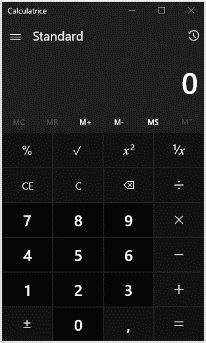 Calculatrice
Standard
0
MC MR M+ M- MS M˅
% √ x² ¹/x
CE C ÷
7 8 9 ×
4 5 6 −
1 2 3 +
± 0 , =